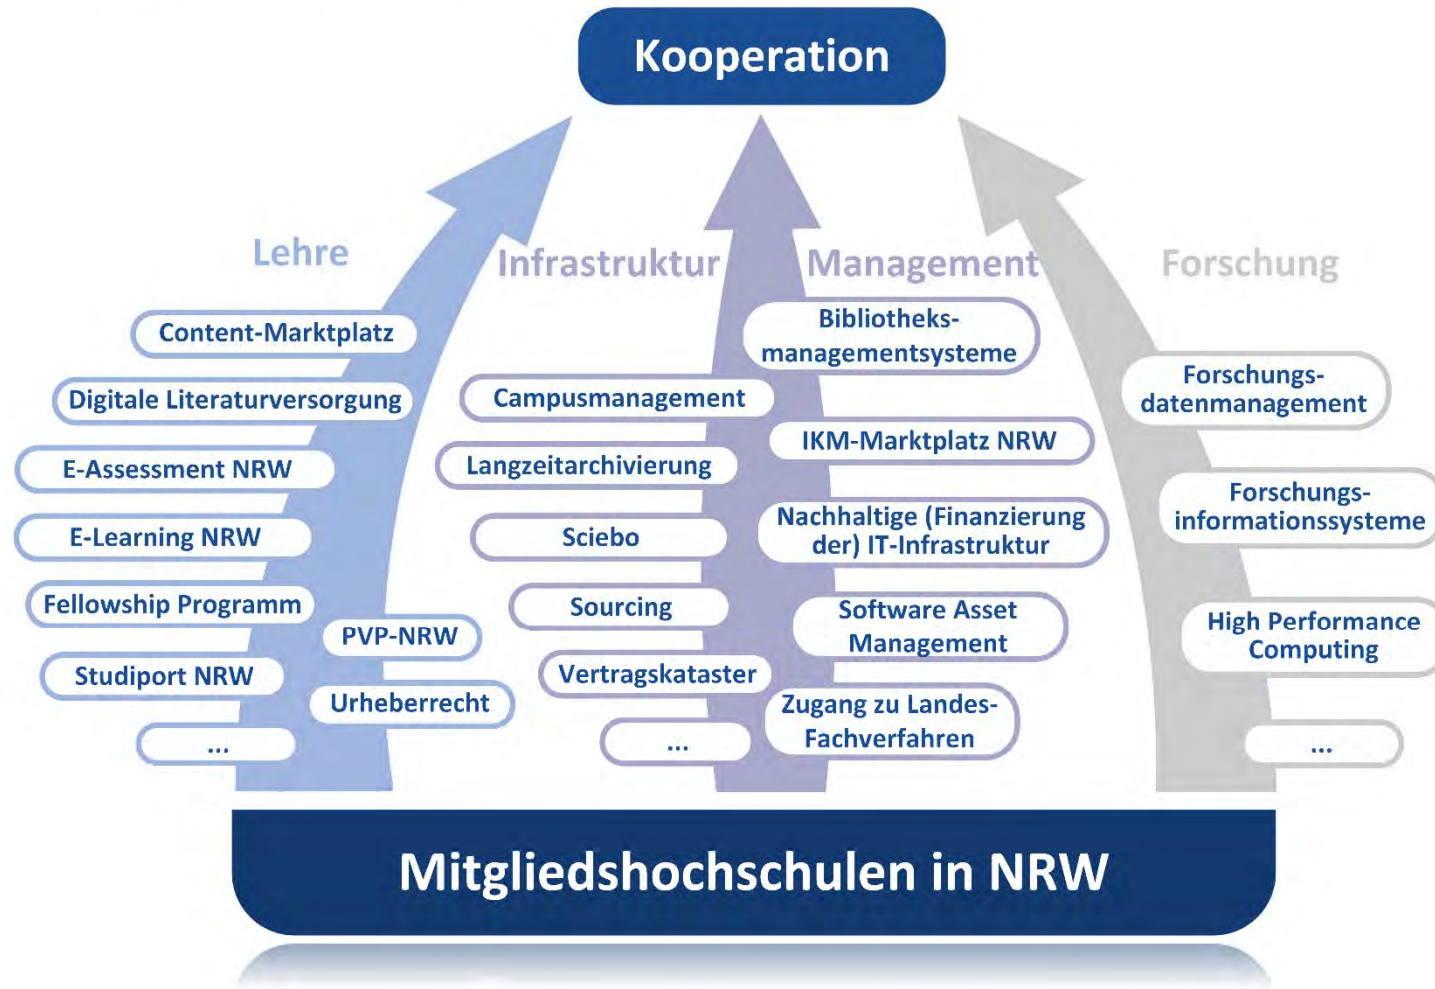 Kooperation
Lehre
Infrastruktur
Management
Forschung
Content-Marktplatz
Digitale Literaturversorgung
E-Assessment NRW
E-Learning NRW
Fellowship Programm
PVP-NRW
Studiport NRW
Urheberrecht
...
Campusmanagement
Langzeitarchivierung
Sciebo
Sourcing
Vertragskataster
...
Bibliotheks-
managementsysteme
IKM-Marktplatz NRW
Nachhaltige (Finanzierung
der) IT-Infrastruktur
Software Asset
Management
Zugang zu Landes-
Fachverfahren
Forschungs-
datenmanagement
Forschungs-
informationssysteme
High Performance
Computing
...
Mitgliedshochschulen in NRW